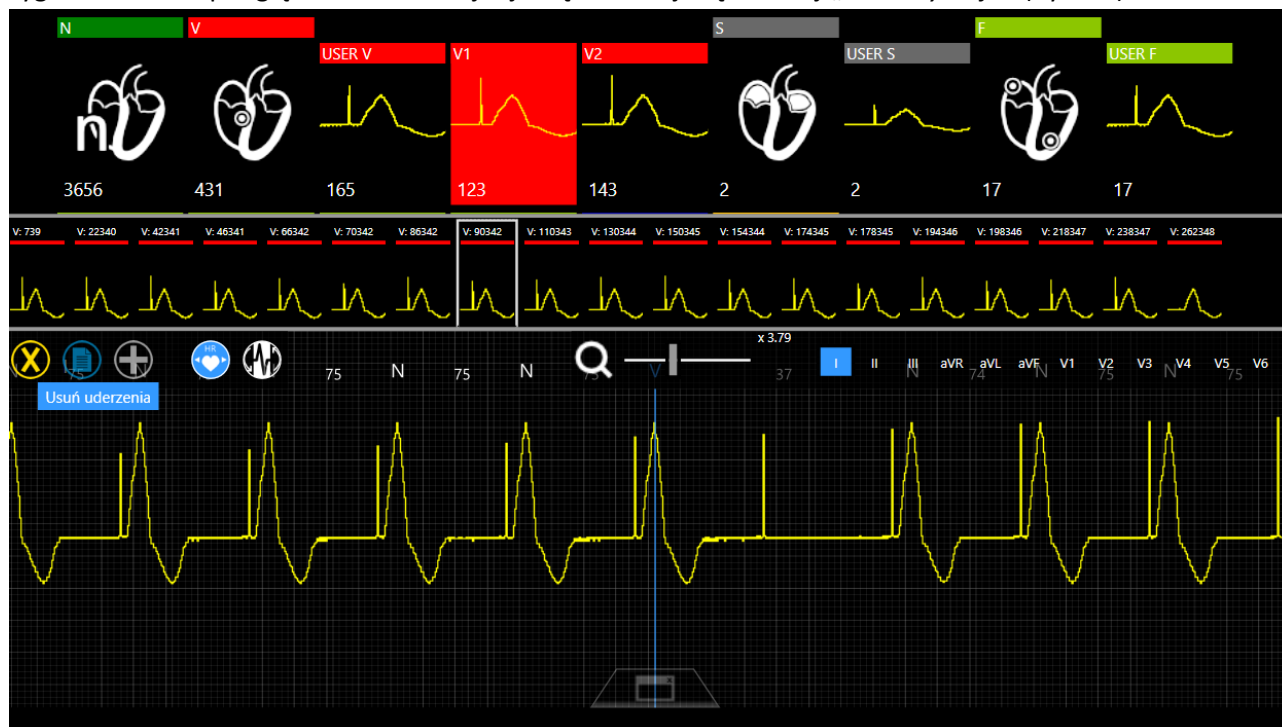 N V S F
USER V V1 V2 USER S USER F
n
3656 431 165 123 143 2 2 17 17
V: 739 V: 22340 V: 42341 V: 46341 V: 66342 V: 70342 V: 86342 V: 90342 V: 110343 V: 130344 V: 150345 V: 154344 V: 174345 V: 178345 V: 194346 V: 198346 V: 218347 V: 238347 V: 262348
x 3.79
HR
I II III aVR aVL aVF V1 V2 V3 V4 V5 V6
75 N 75 N 75 N 75 V 37 N 74 N 75 N 75
Usuń uderzenia